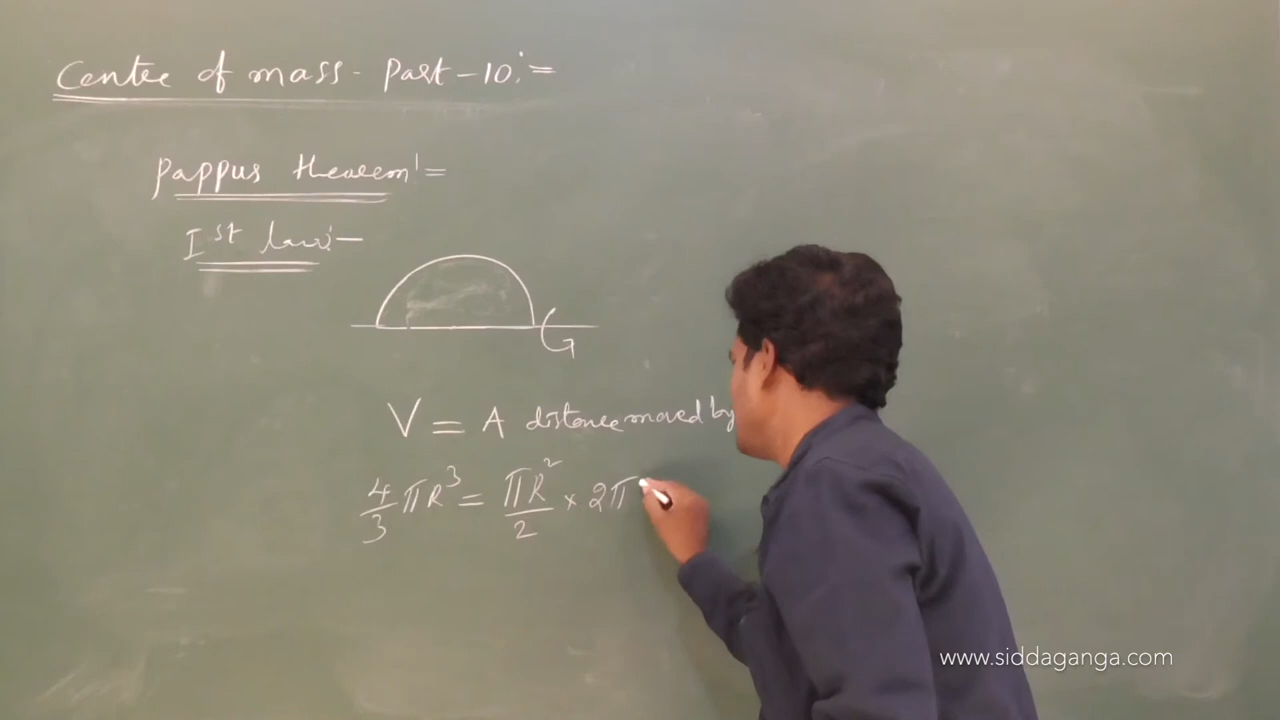 Centre of mass - Part - 10 :=
Pappus theorem :=
Ist law :-
V = A distance moved by
4/3 πR³ = πR²/2 × 2π
www.siddaganga.com